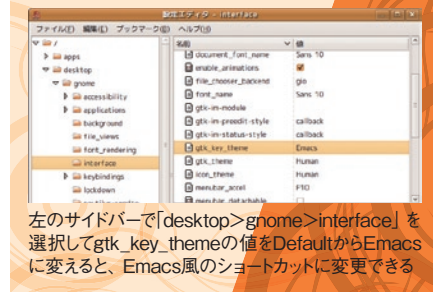 設定エディタ - interface
ファイル(F) 編集(E) ブックマーク(B) ヘルプ(H)
/
apps
desktop
gnome
accessibility
applications
background
file_views
font_rendering
interface
keybindings
lockdown
名前 値
document_font_name Sans 10
enable_animations
file_chooser_backend gio
font_name Sans 10
gtk-im-module
gtk-im-preedit-style callback
gtk-im-status-style callback
gtk_key_theme Emacs
gtk_theme Human
icon_theme Human
menubar_accel F10
menubar_detachable
左のサイドバーで「desktop>gnome>interface」を
選択してgtk_key_themeの値をDefaultからEmacs
に変えると、Emacs風のショートカットに変更できる